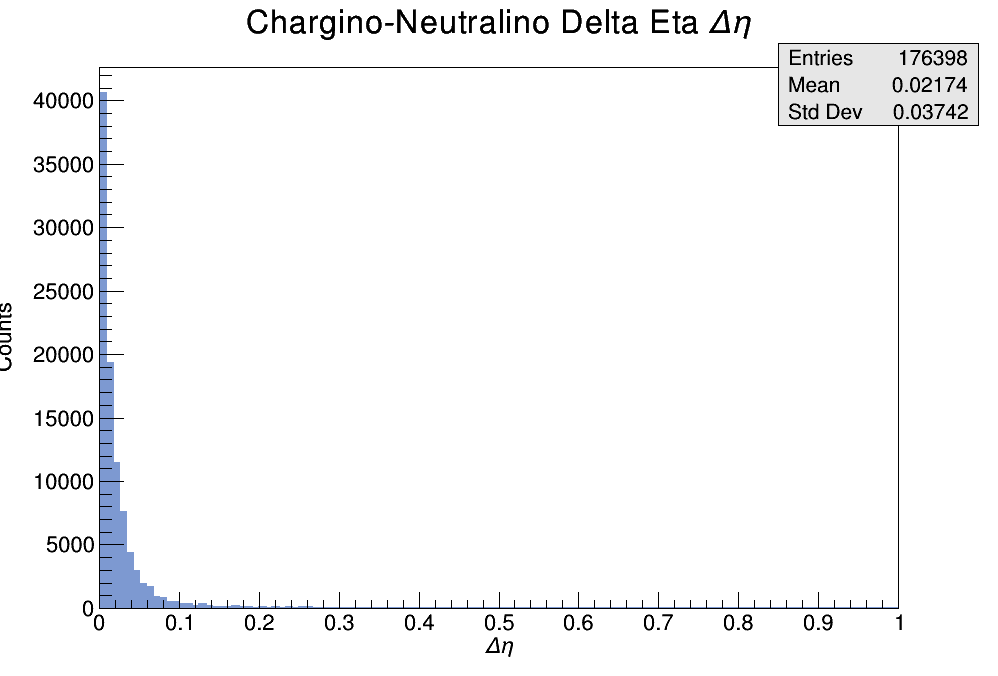 Chargino-Neutralino Delta Eta Δη
Entries 176398
Mean 0.02174
Std Dev 0.03742
40000
35000
30000
25000
20000
15000
10000
5000
0
Counts
0 0.1 0.2 0.3 0.4 0.5 0.6 0.7 0.8 0.9 1
Δη